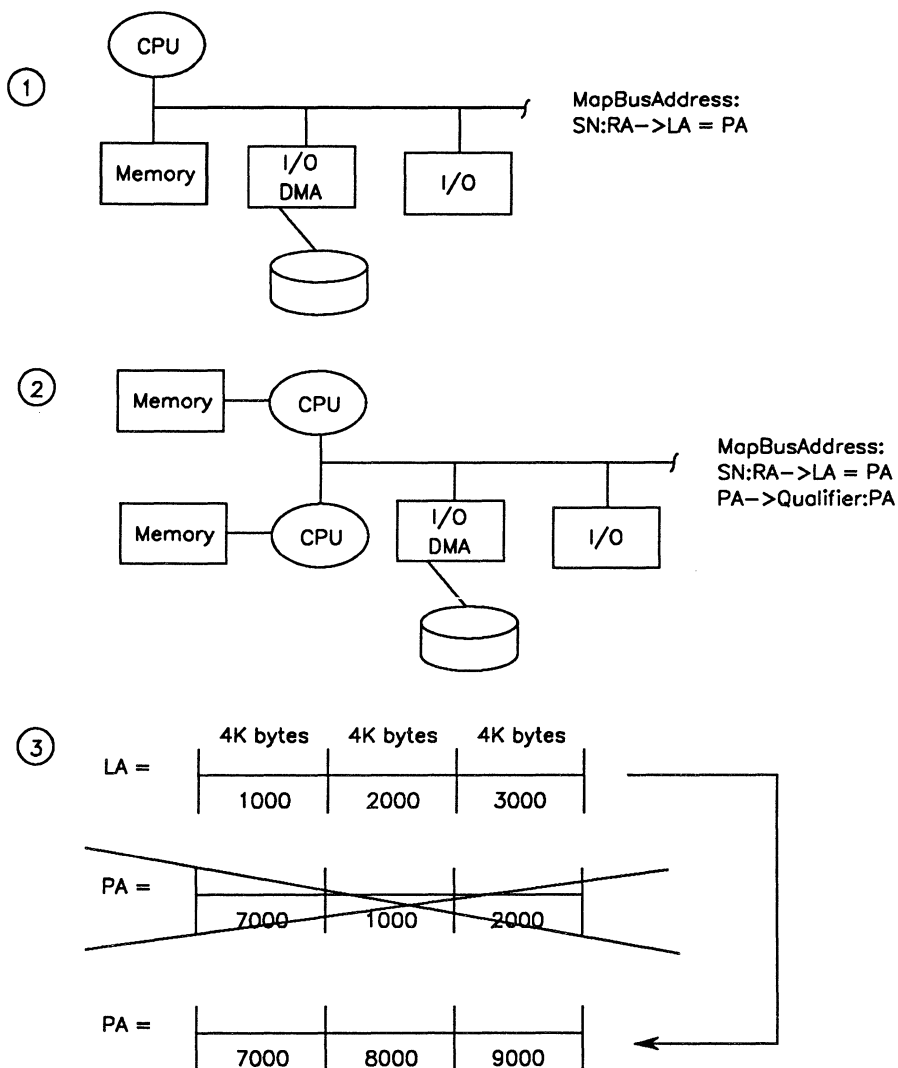 1
CPU
MapBusAddress:
SN:RA->LA = PA
Memory
I/O
DMA
I/O
2
Memory
CPU
MapBusAddress:
SN:RA->LA = PA
PA->Qualifier:PA
Memory
CPU
I/O
DMA
I/O
3
4K bytes 4K bytes 4K bytes
LA =
1000 2000 3000
PA =
7000 1000 2000
PA =
7000 8000 9000